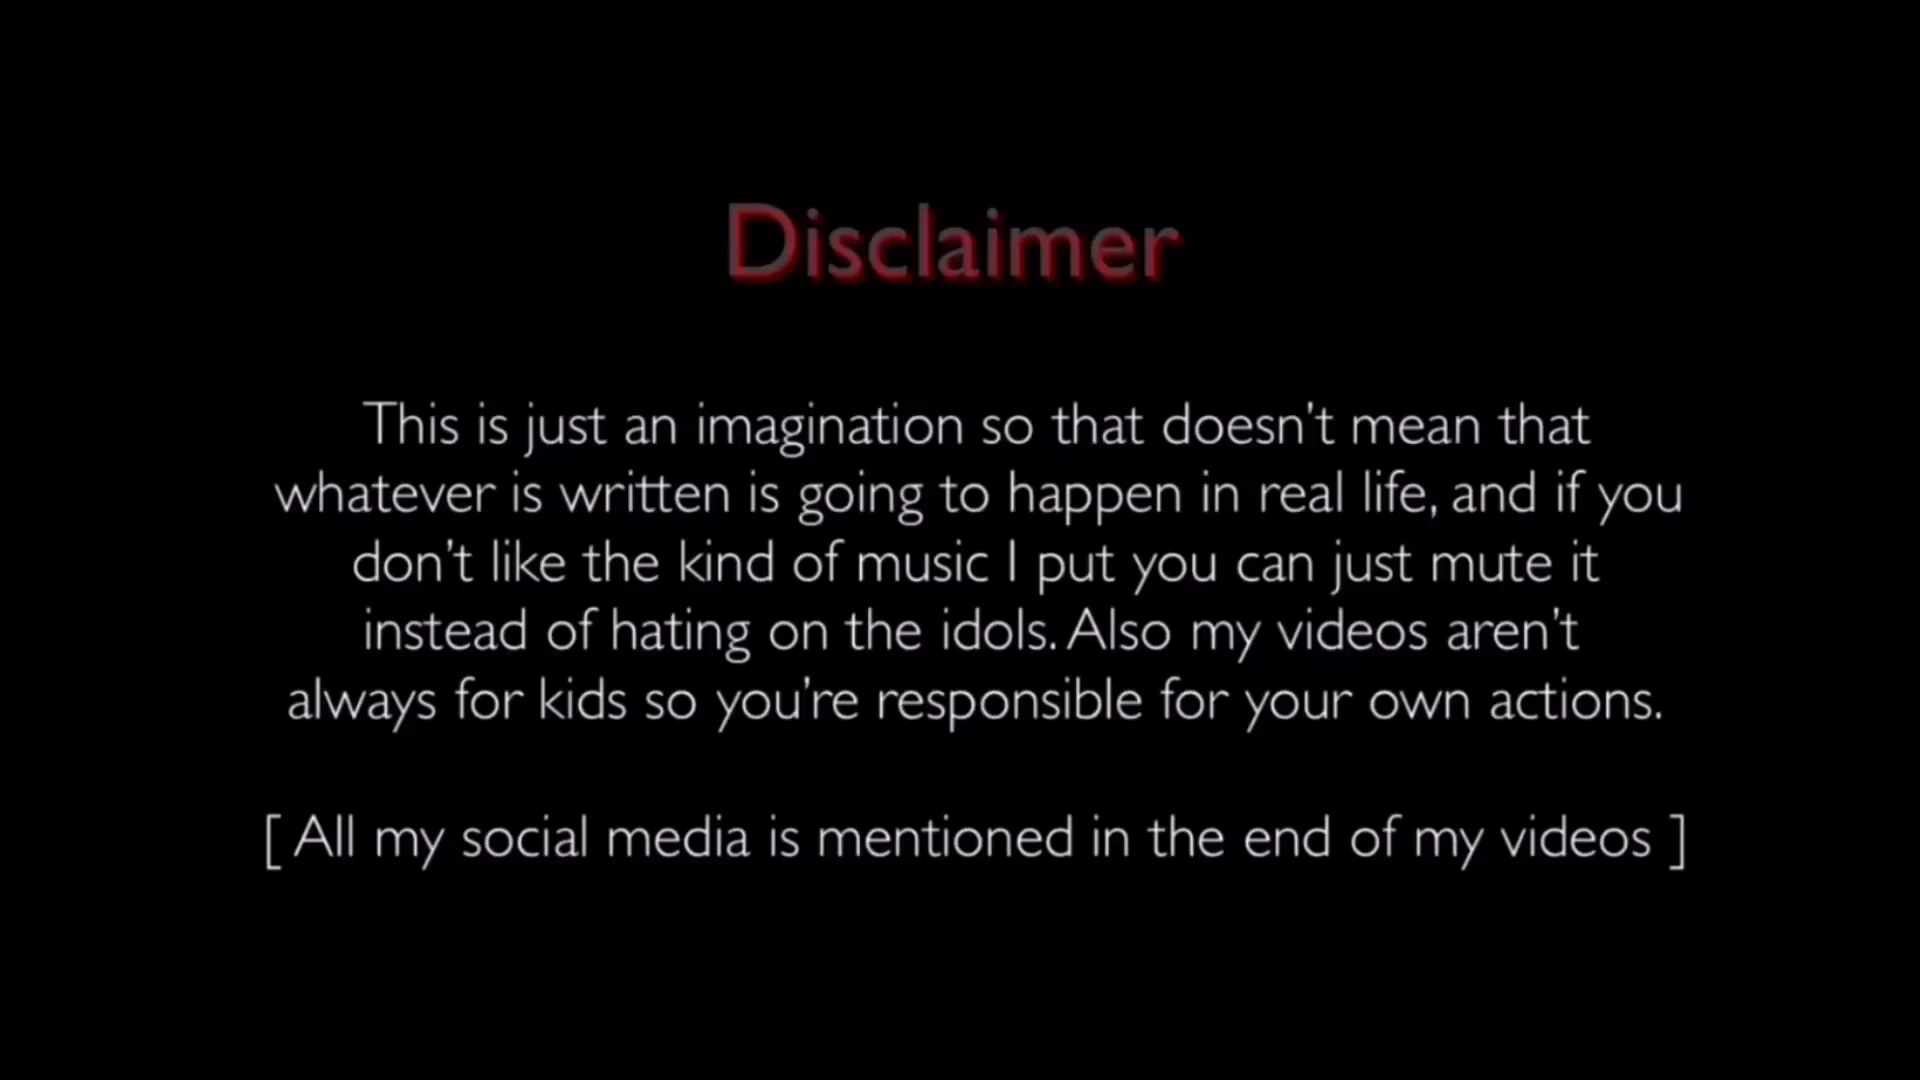 Disclaimer
This is just an imagination so that doesn't mean that
whatever is written is going to happen in real life, and if you
don't like the kind of music I put you can just mute it
instead of hating on the idols. Also my videos aren't
always for kids so you're responsible for your own actions.
[ All my social media is mentioned in the end of my videos ]